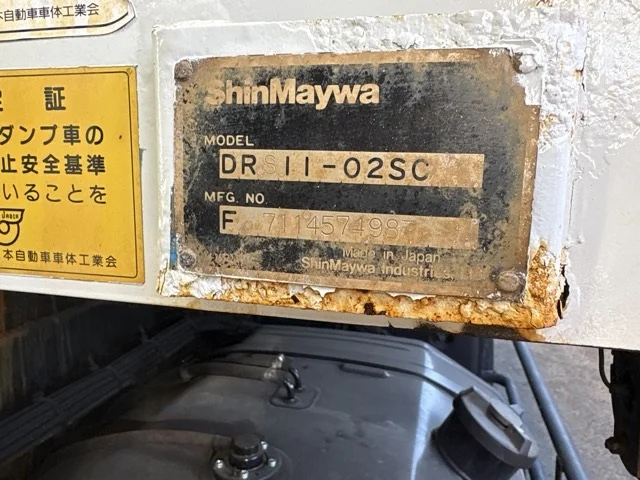 本自動車車体工業会
証
ダンプ車の
止安全基準
いることを
本自動車車体工業会
ShinMaywa
MODEL
DR 11-02SC
MFG. NO
F 711457498
Made in Japan
ShinMaywa Industries,